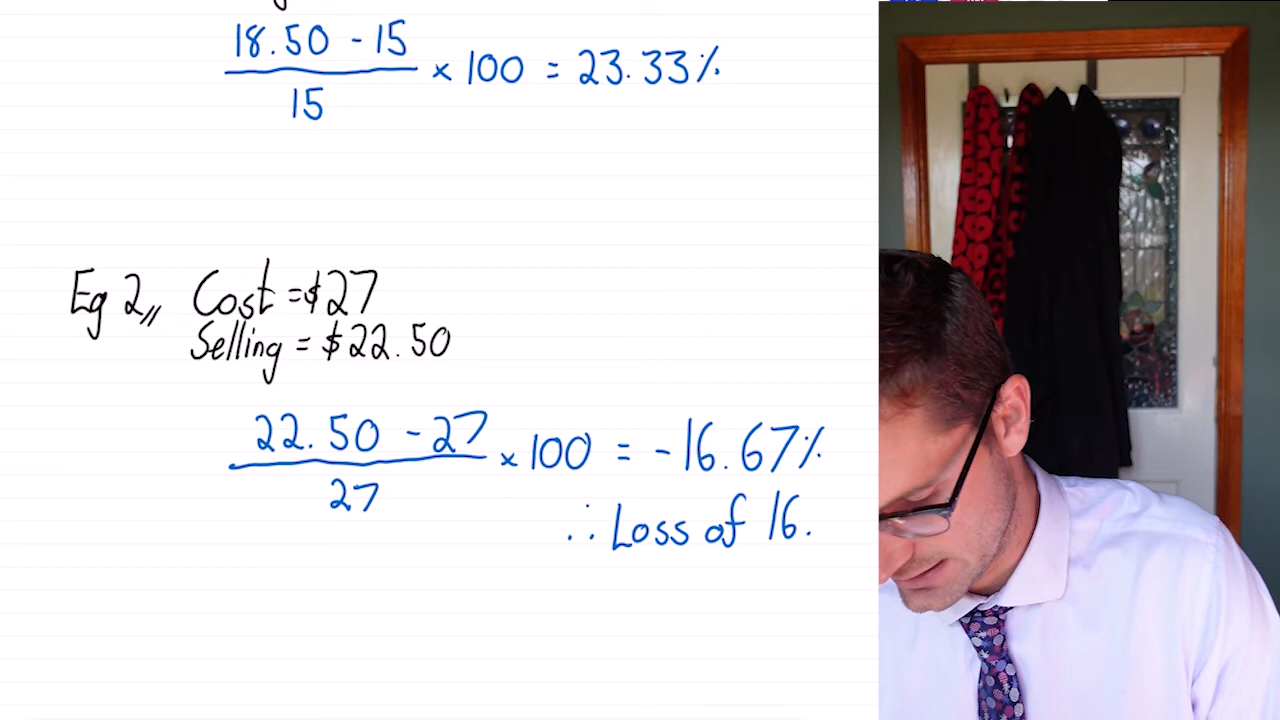 18.50 - 15
15
× 100 = 23.33%
Eg 2,, Cost = $27
Selling = $22.50
22.50 - 27
27
× 100 = -16.67%
∴ Loss of 16.